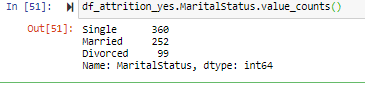 In [51]: df_attrition_yes.MaritalStatus.value_counts()
Out[51]: Single 360
Married 252
Divorced 99
Name: MaritalStatus, dtype: int64